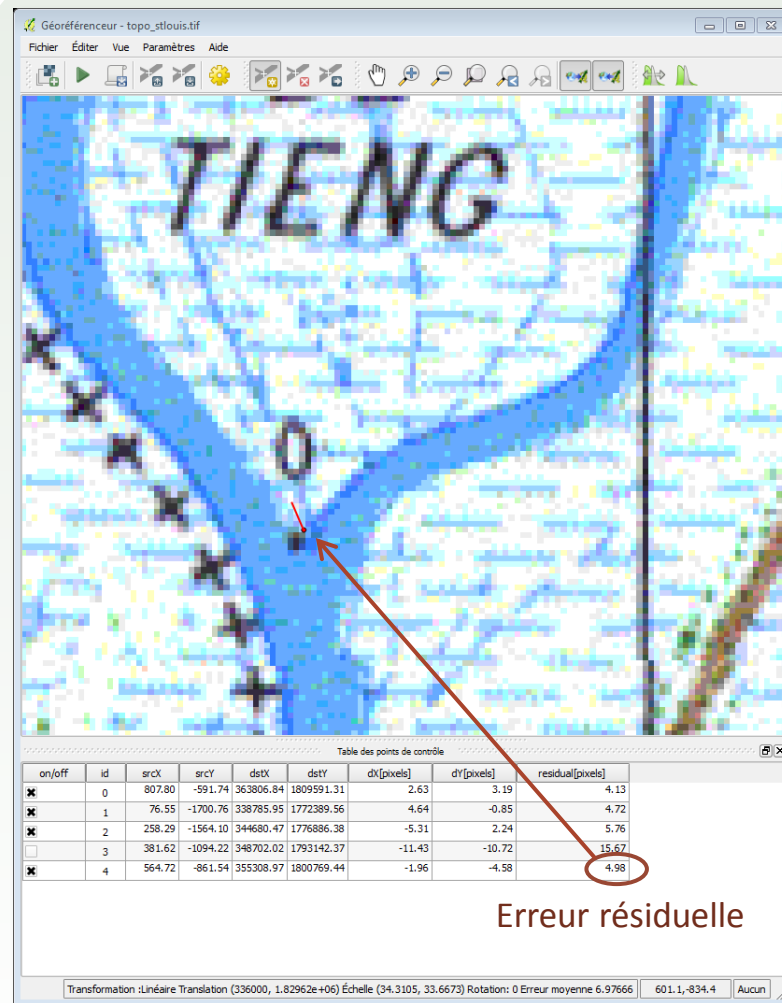 Géoréférenceur - topo_stlouis.tif
Fichier Éditer Vue Paramètres Aide
TIENG
0
Table des points de contrôle
on/off id srcX srcY dstX dstY dX[pixels] dY[pixels] residual[pixels]
0 807.80 -591.74 363806.84 1809591.31 2.63 3.19 4.13
1 76.55 -1700.76 338785.95 1772389.56 4.64 -0.85 4.72
2 258.29 -1564.10 344680.47 1776886.38 -5.31 2.24 5.76
3 381.62 -1094.22 348702.02 1793142.37 -11.43 -10.72 15.67
4 564.72 -861.54 355308.97 1800769.44 -1.96 -4.58 4.98
Erreur résiduelle
Transformation :Linéaire Translation (336000, 1.82962e+06) Échelle (34.3105, 33.6673) Rotation: 0 Erreur moyenne 6.97666 601.1,-834.4 Aucun